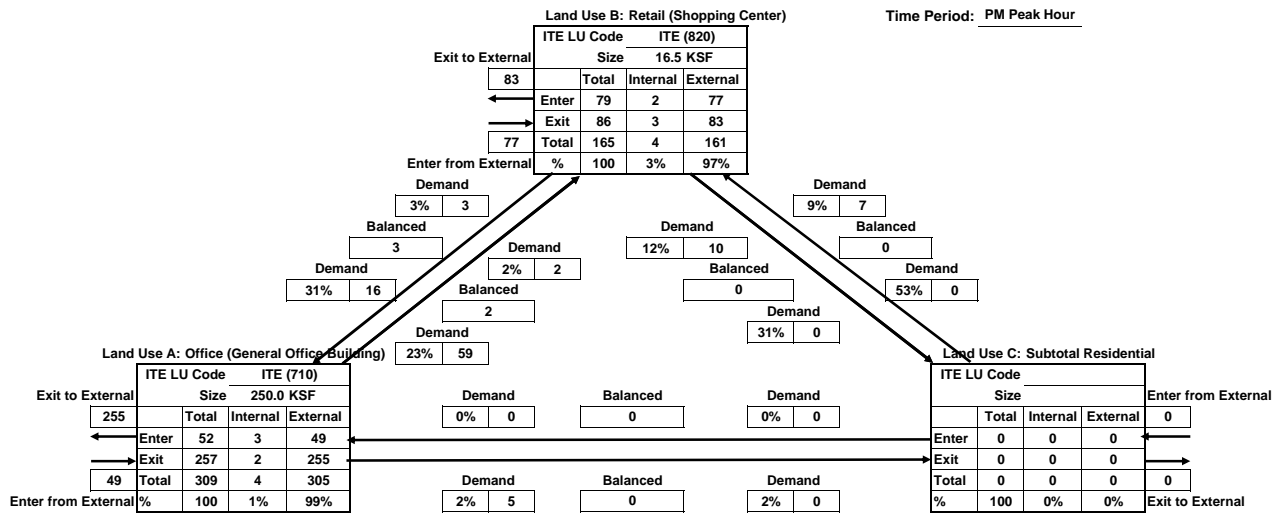 Land Use B: Retail (Shopping Center)
Time Period: PM Peak Hour
ITE LU Code ITE (820)
Exit to External Size 16.5 KSF
83 Total Internal External
Enter 79 2 77
Exit 86 3 83
77 Total 165 4 161
Enter from External % 100 3% 97%
Demand Demand
3% 3 9% 7
Balanced Demand Balanced
3 2% 2 12% 10 0
Demand Balanced Balanced Demand
31% 16 2 0 53% 0
Demand Demand
23% 59 31% 0
Land Use A: Office (General Office Building) Land Use C: Subtotal Residential
ITE LU Code ITE (710) ITE LU Code
Exit to External Size 250.0 KSF Demand Balanced Demand Size Enter from External
255 Total Internal External 0% 0 0 0% 0 Total Internal External 0
Enter 52 3 49 Enter 0 0 0
Exit 257 2 255 Exit 0 0 0
49 Total 309 4 305 Demand Balanced Demand Total 0 0 0 0
Enter from External % 100 1% 99% 2% 5 0 2% 0 % 100 0% 0% Exit to External